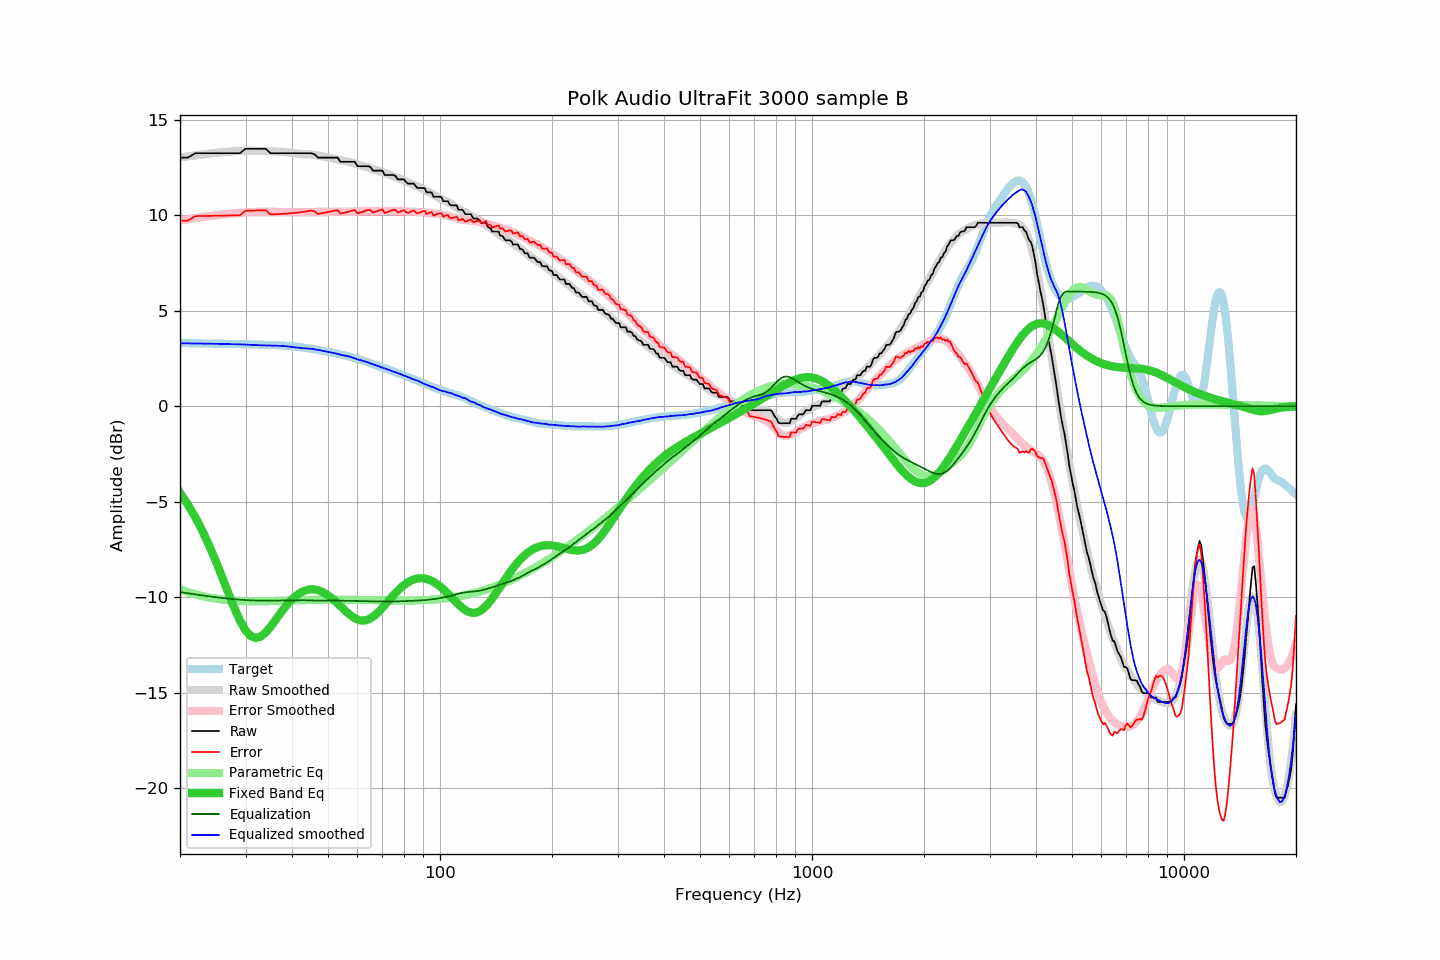 Polk Audio UltraFit 3000 sample B
15
10
5
0
−5
−10
−15
−20
Amplitude (dBr)
Target
Raw Smoothed
Error Smoothed
Raw
Error
Parametric Eq
Fixed Band Eq
Equalization
Equalized smoothed
100
1000
10000
Frequency (Hz)